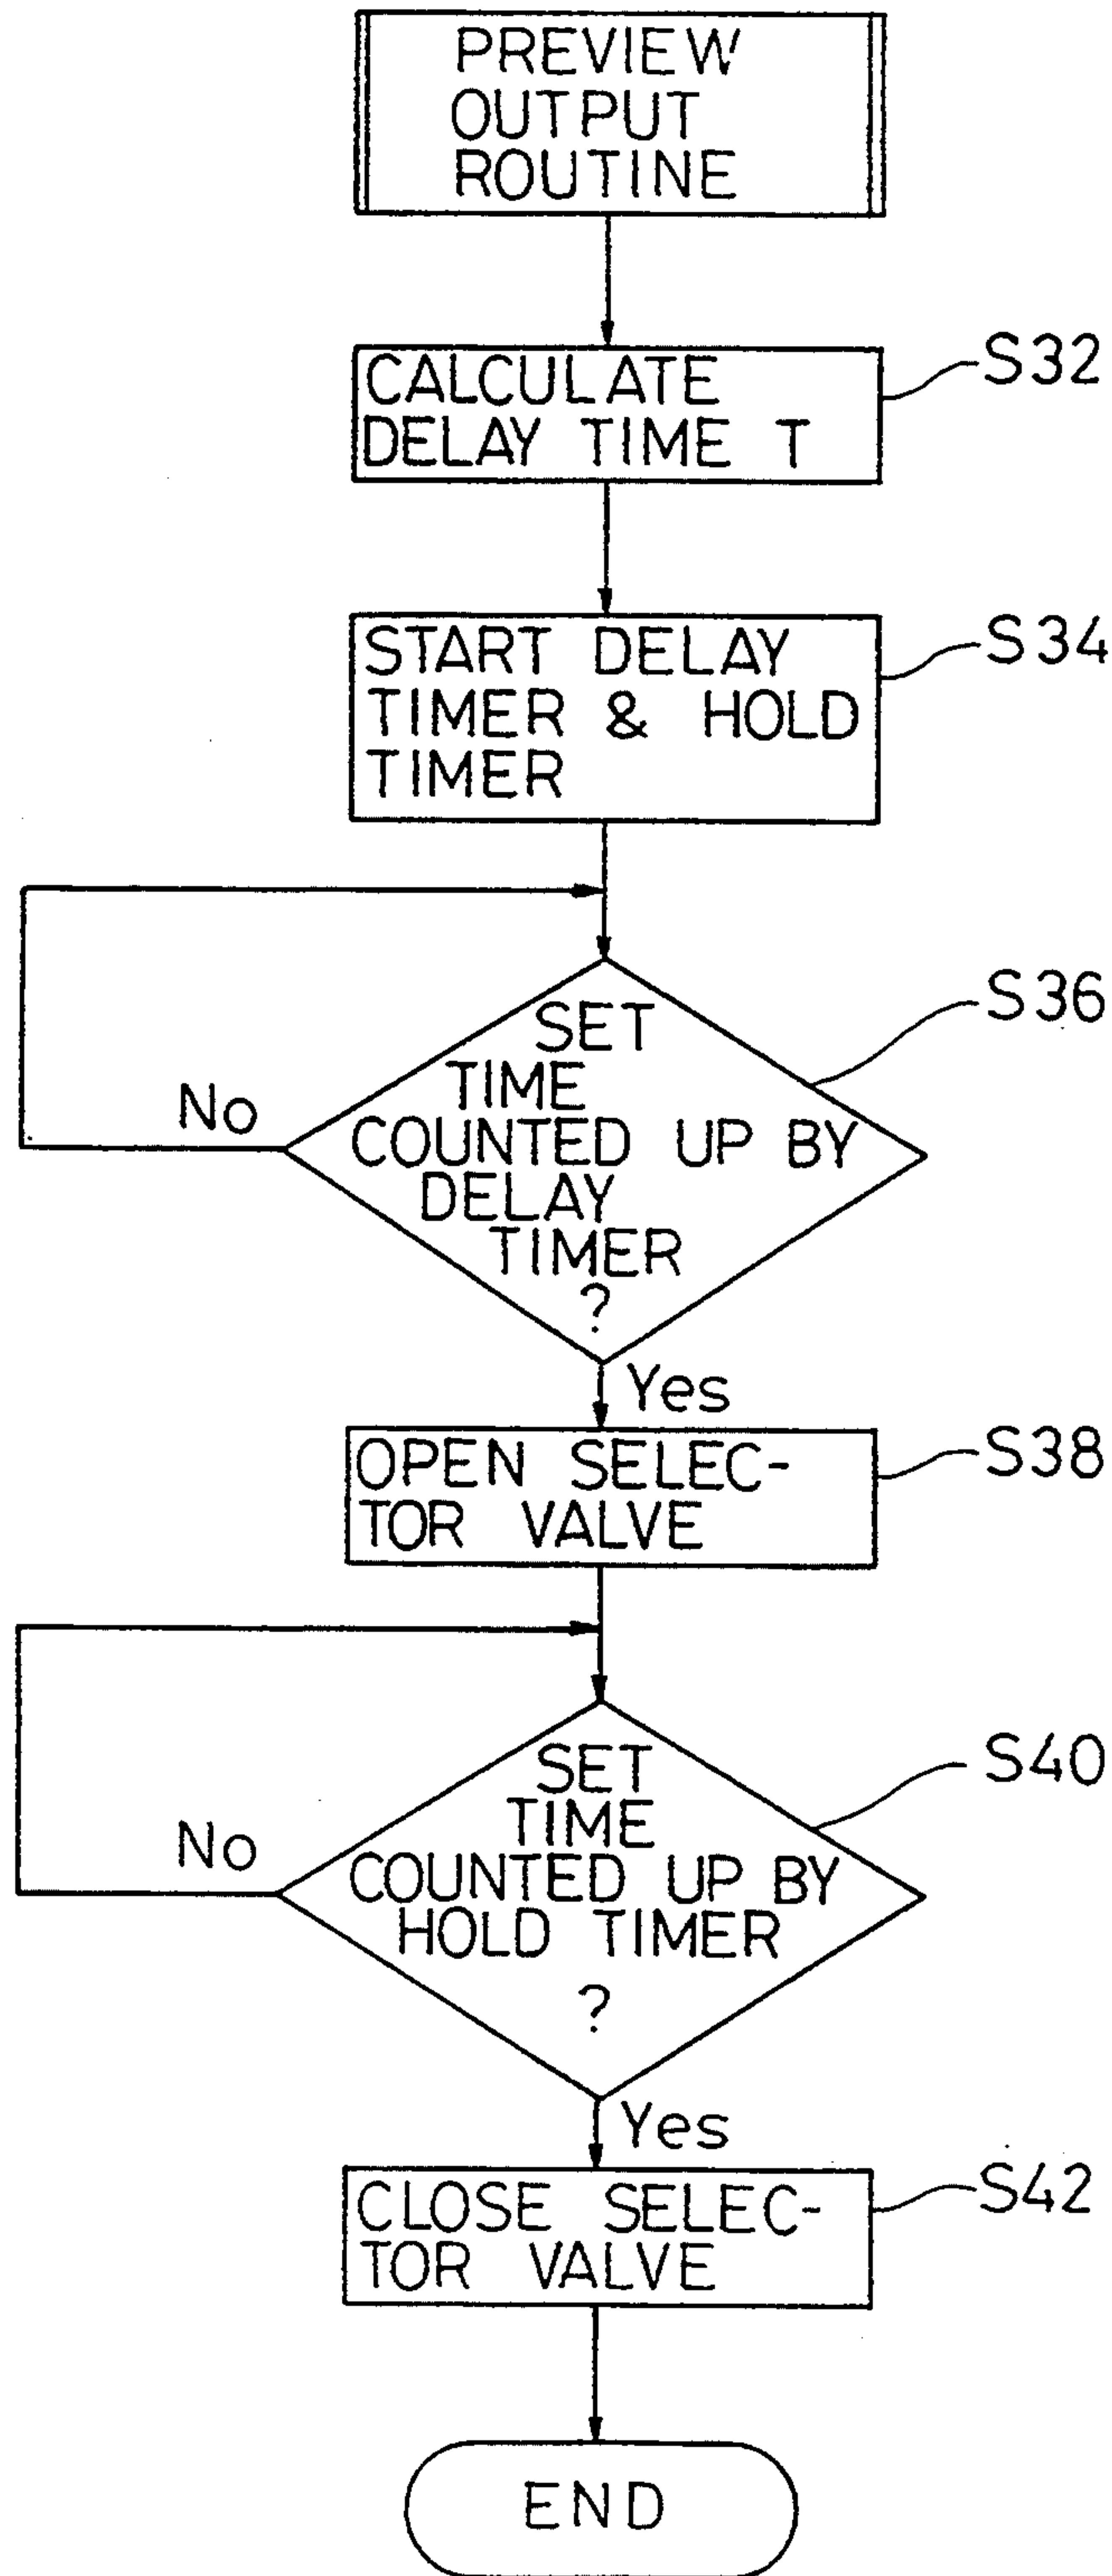 PREVIEW
OUTPUT
ROUTINE
CALCULATE
DELAY TIME T
S32
START DELAY
TIMER & HOLD
TIMER
S34
SET
TIME
COUNTED UP BY
DELAY
TIMER
?
S36
No
Yes
OPEN SELEC-
TOR VALVE
S38
SET
TIME
COUNTED UP BY
HOLD TIMER
?
S40
No
Yes
CLOSE SELEC-
TOR VALVE
S42
END